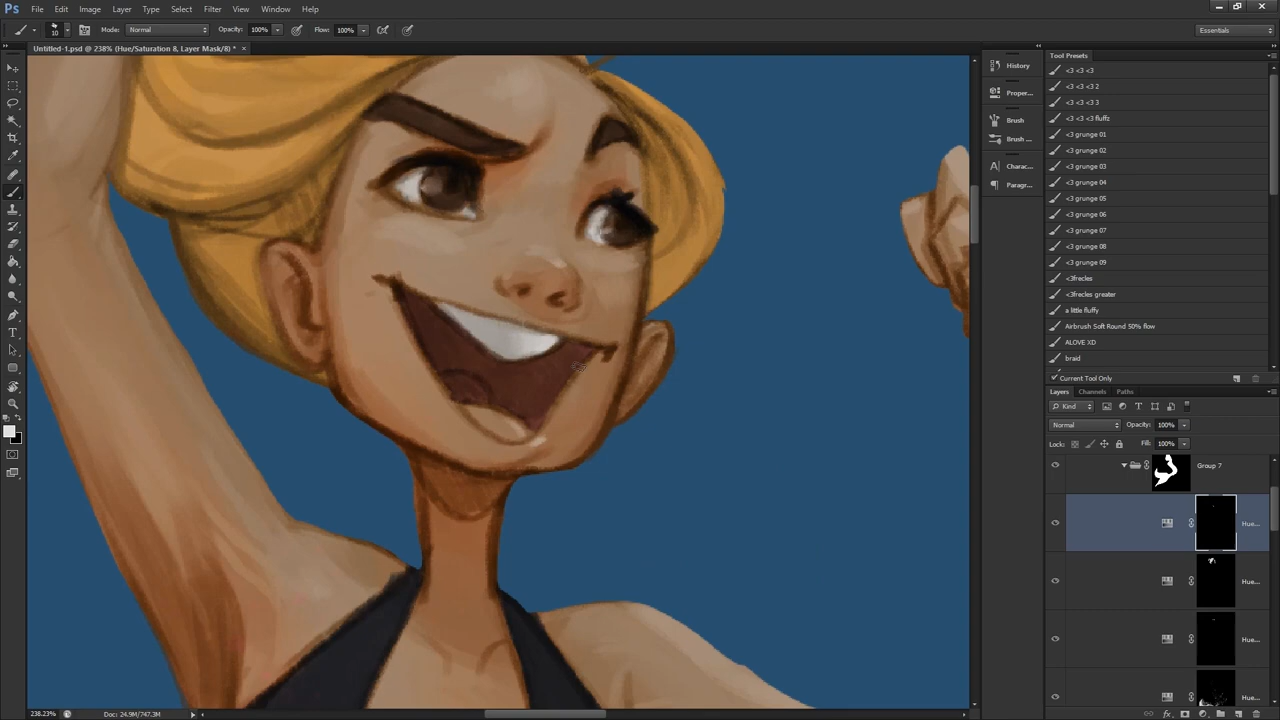 Ps File Edit Image Layer Type Select Filter View Window Help
10 Mode: Normal Opacity: 100% Flow: 100% Essentials
Untitled-1.psd @ 238% (Hue/Saturation 8, Layer Mask/8) * ×
History
Proper...
Brush
Brush ...
Charac...
Paragr...
Tool Presets
<3 <3 <3
<3 <3 <3 2
<3 <3 <3 3
<3 <3 <3 fluffz
<3 grunge 01
<3 grunge 02
<3 grunge 03
<3 grunge 04
<3 grunge 05
<3 grunge 06
<3 grunge 07
<3 grunge 08
<3 grunge 09
<3frecles
<3frecles greater
a little fluffy
Airbrush Soft Round 50% flow
ALOVE XD
braid
Current Tool Only
Layers Channels Paths
Kind
Normal Opacity: 100%
Lock: Fill: 100%
Group 7
Hue...
Hue...
Hue...
Hue...
238.23% Doc: 24.9M/747.3M